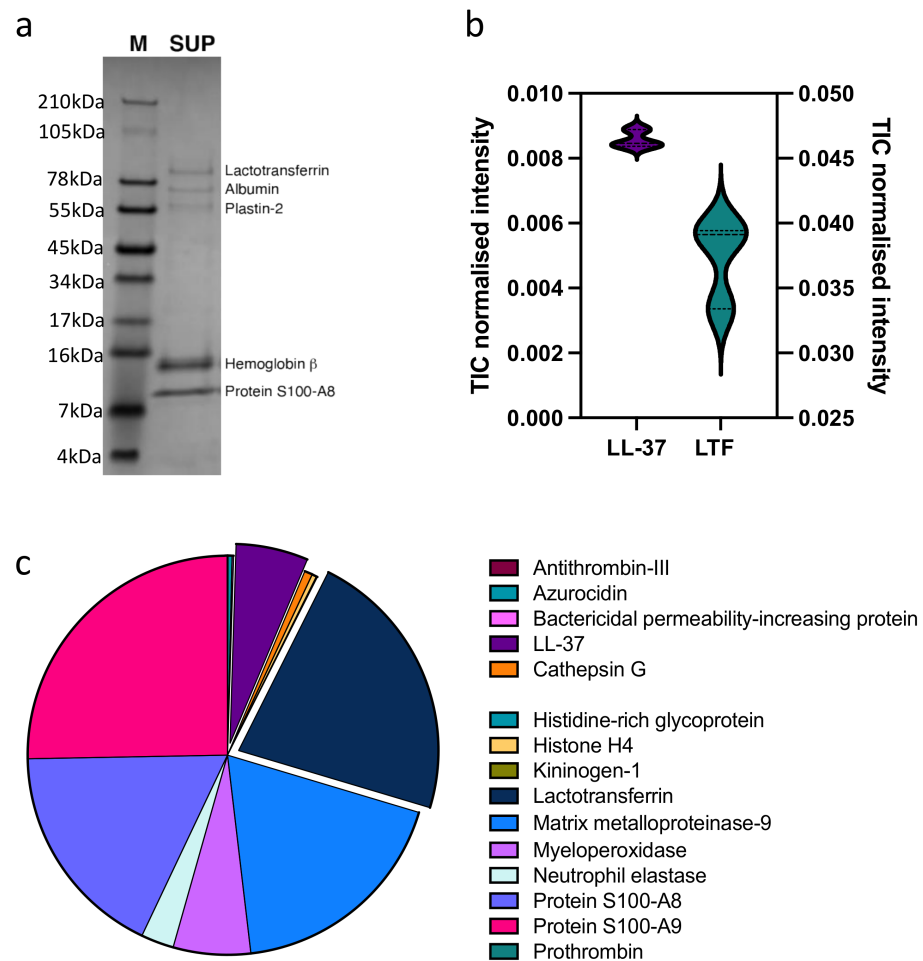 a
M SUP
210kDa
105kDa
78kDa
55kDa
45kDa
34kDa
17kDa
16kDa
7kDa
4kDa
Lactotransferrin
Albumin
Plastin-2
Hemoglobin β
Protein S100-A8
b
TIC normalised intensity
0.010
0.008
0.006
0.004
0.002
0.000
0.050
0.045
0.040
0.035
0.030
0.025
TIC normalised intensity
LL-37 LTF
c
Antithrombin-III
Azurocidin
Bactericidal permeability-increasing protein
LL-37
Cathepsin G
Histidine-rich glycoprotein
Histone H4
Kininogen-1
Lactotransferrin
Matrix metalloproteinase-9
Myeloperoxidase
Neutrophil elastase
Protein S100-A8
Protein S100-A9
Prothrombin